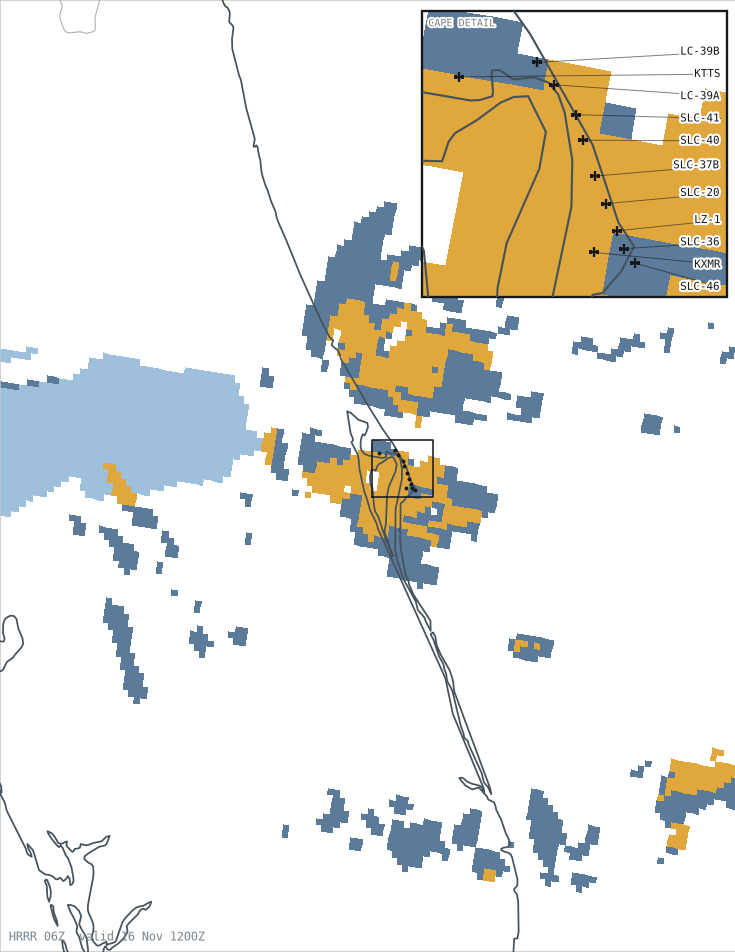 CAPE DETAIL
LC-39B
KTTS
LC-39A
SLC-41
SLC-40
SLC-37B
SLC-20
LZ-1
SLC-36
KXMR
SLC-46
HRRR 06Z valid 16 Nov 1200Z